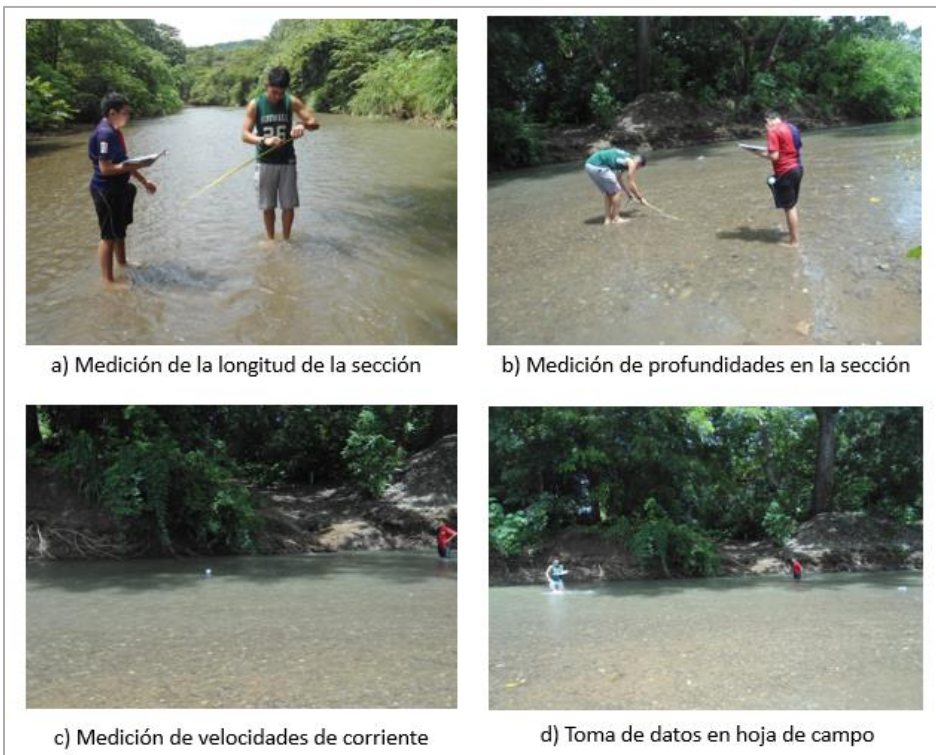 a) Medición de la longitud de la sección
b) Medición de profundidades en la sección
c) Medición de velocidades de corriente
d) Toma de datos en hoja de campo